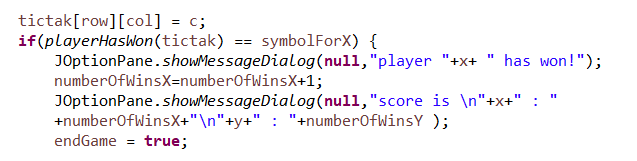 tictak[row][col] = c;
if(playerHasWon(tictak) == symbolForX) {
JOptionPane.showMessageDialog(null,"player "+x+ " has won!");
numberOfWinsX=numberOfWinsX+1;
JOptionPane.showMessageDialog(null,"score is \n"+x+" : "
+numberOfWinsX+"\n"+y+" : "+numberOfWinsY );
endGame = true;